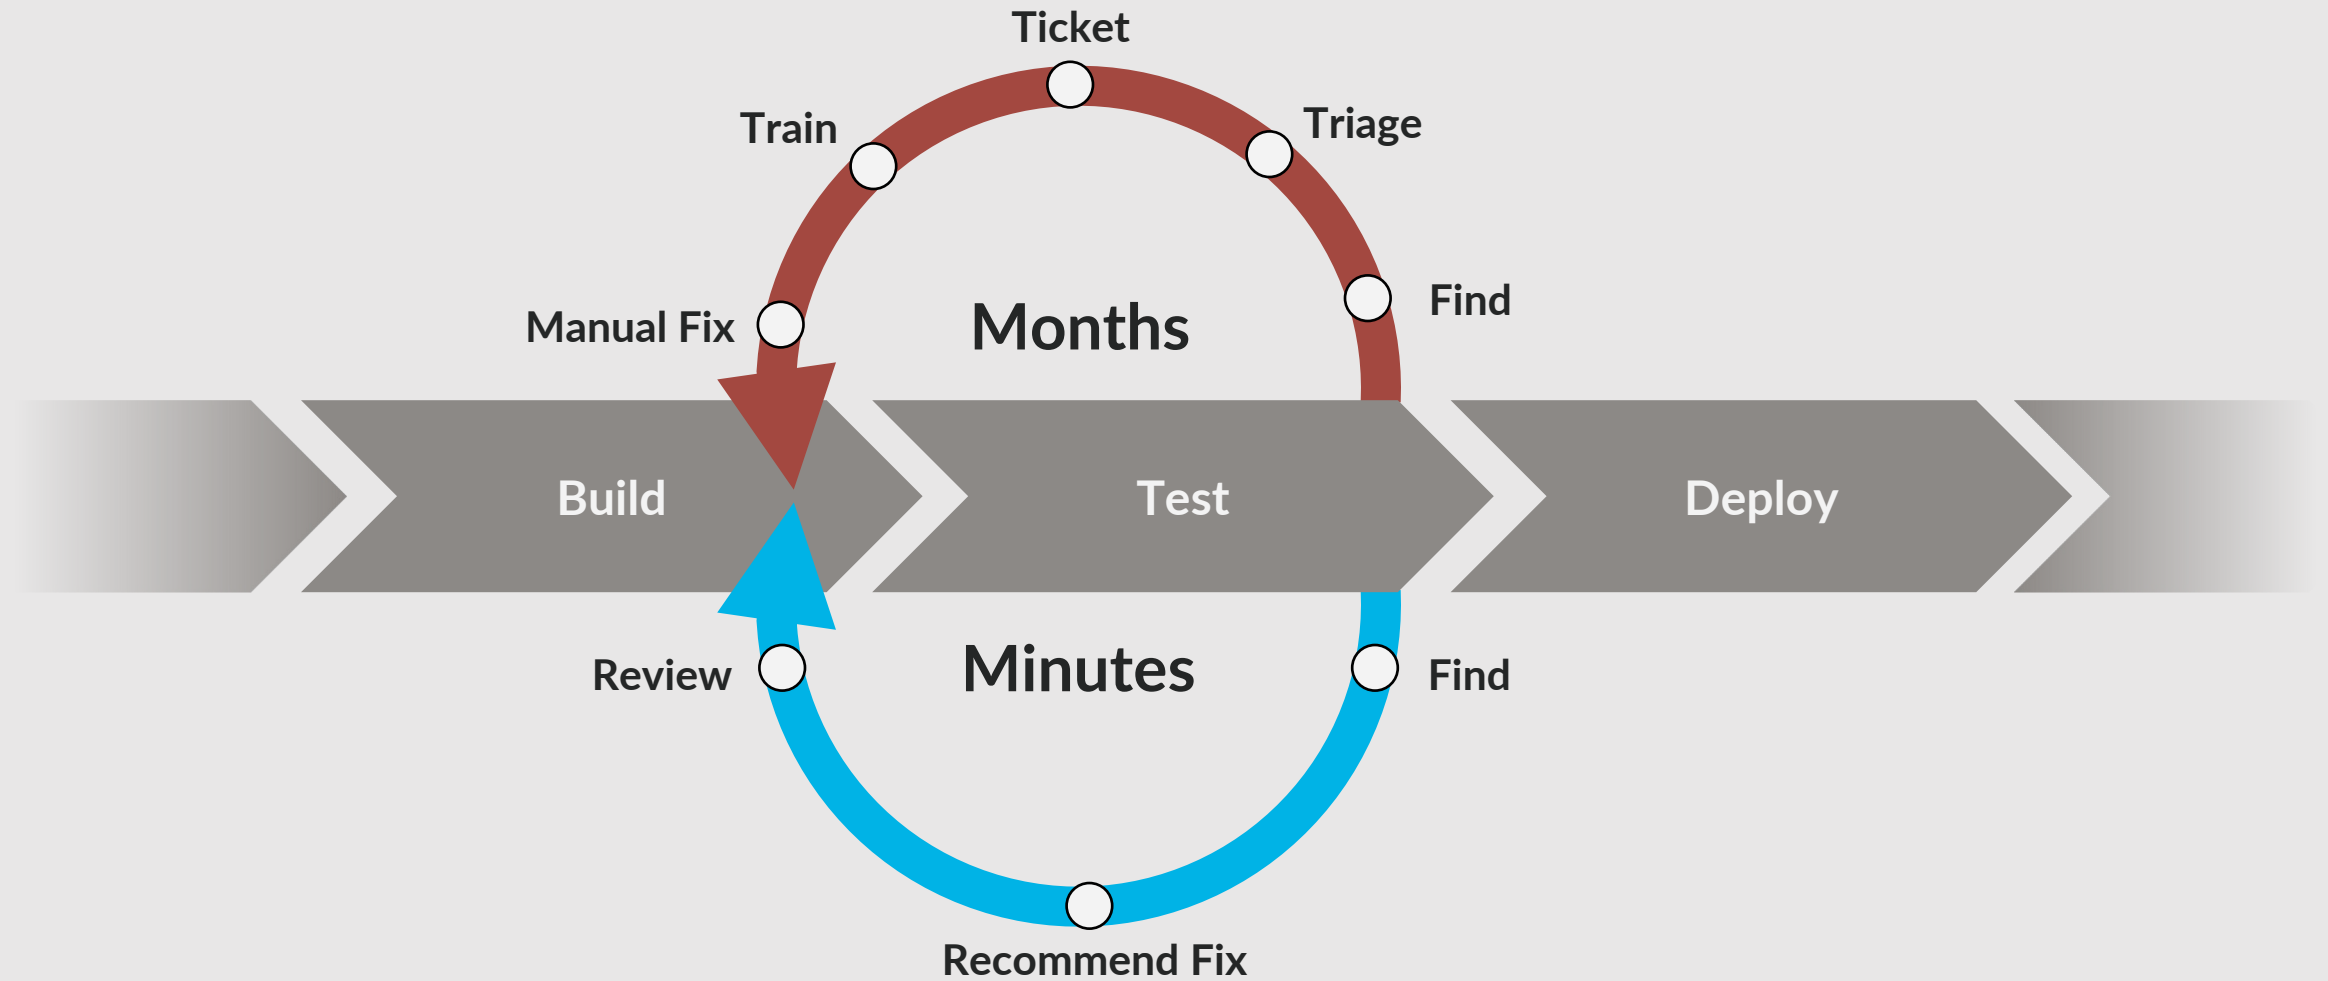 Ticket
Triage
Train
Find
Manual Fix
Months
Build
Test
Deploy
Minutes
Review
Find
Recommend Fix